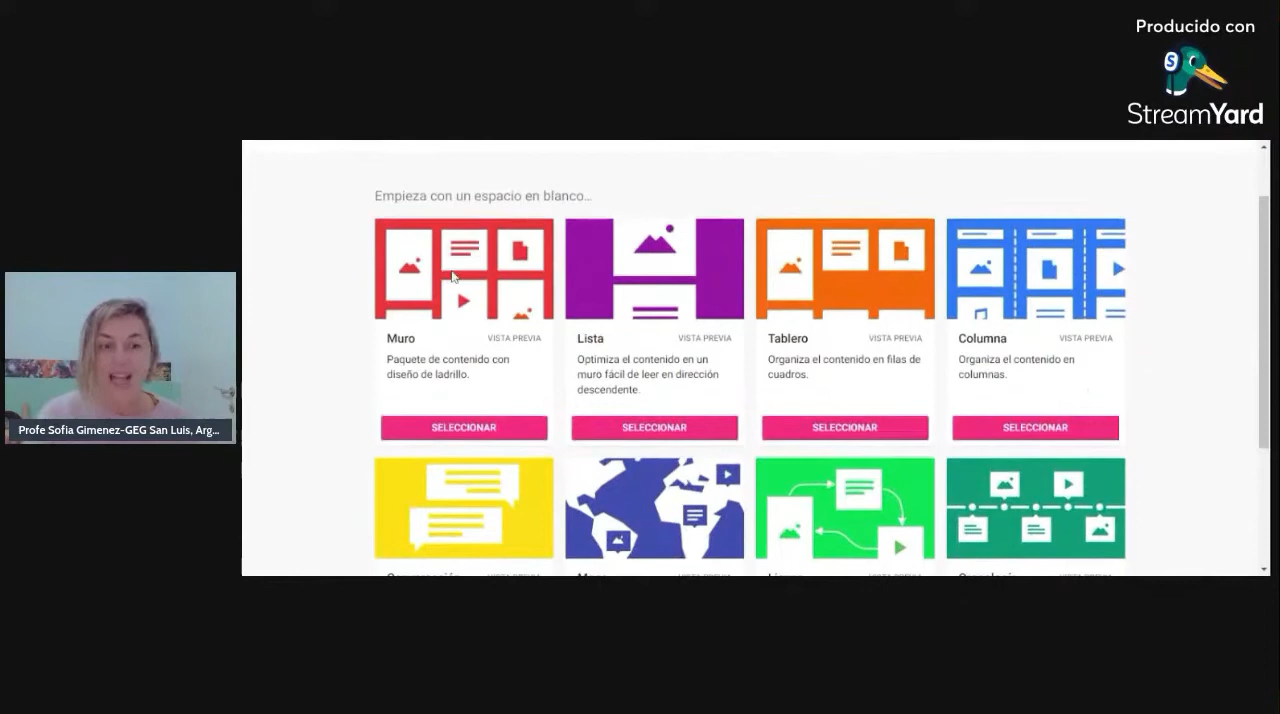 Producido con
StreamYard
Empieza con un espacio en blanco...
Muro VISTA PREVIA
Paquete de contenido con
diseño de ladrillo.
SELECCIONAR
Lista VISTA PREVIA
Optimiza el contenido en un
muro fácil de leer en dirección
descendente.
SELECCIONAR
Tablero VISTA PREVIA
Organiza el contenido en filas de
cuadros.
SELECCIONAR
Columna VISTA PREVIA
Organiza el contenido en
columnas.
SELECCIONAR
Profe Sofia Gimenez-GEG San Luis, Arg...